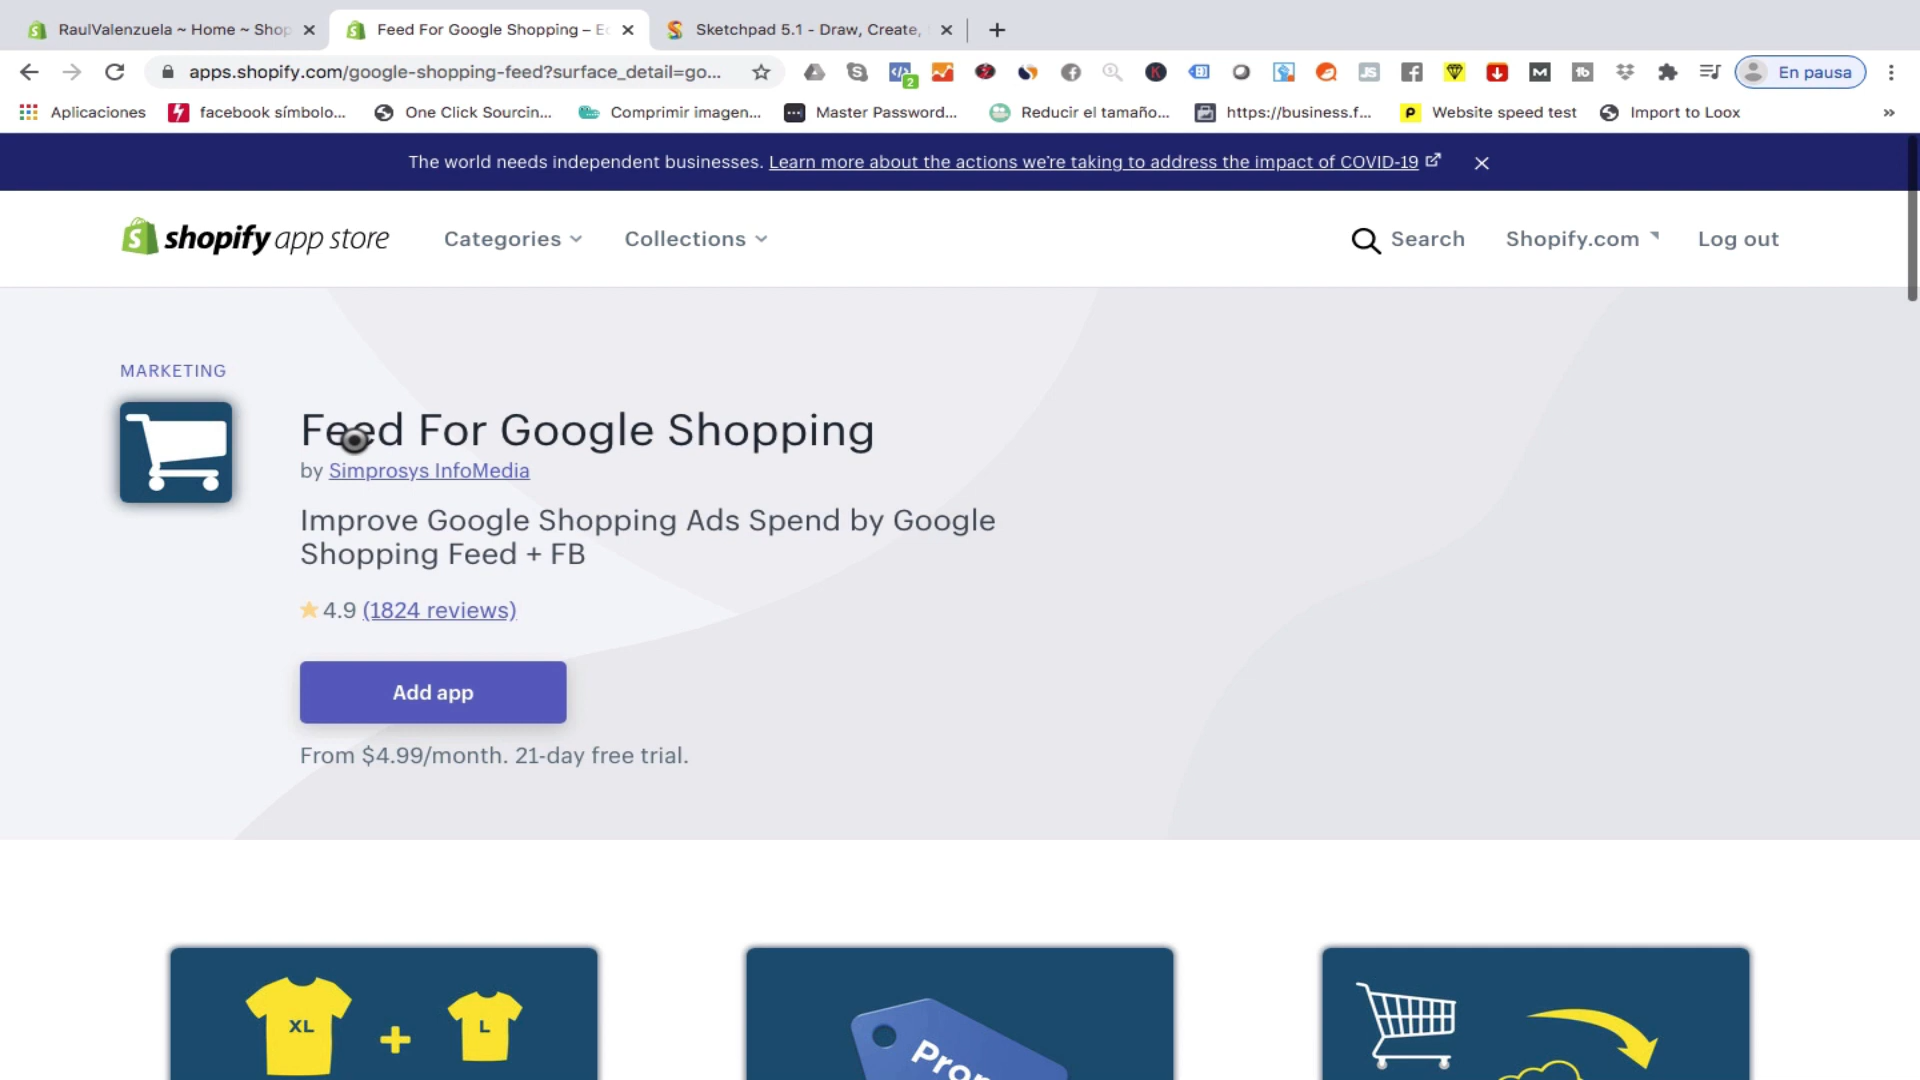 RaulValenzuela ~ Home ~ Shop
Feed For Google Shopping – Ec
Sketchpad 5.1 - Draw, Create,
apps.shopify.com/google-shopping-feed?surface_detail=go...
2
En pausa
Aplicaciones
facebook símbolo...
One Click Sourcin...
Comprimir imagen...
Master Password...
Reducir el tamaño...
https://business.f...
Website speed test
Import to Loox
The world needs independent businesses. Learn more about the actions we're taking to address the impact of COVID-19
shopify app store
Categories
Collections
Search
Shopify.com
Log out
MARKETING
Feed For Google Shopping
by Simprosys InfoMedia
Improve Google Shopping Ads Spend by Google
Shopping Feed + FB
4.9 (1824 reviews)
Add app
From $4.99/month. 21-day free trial.
XL
+
L